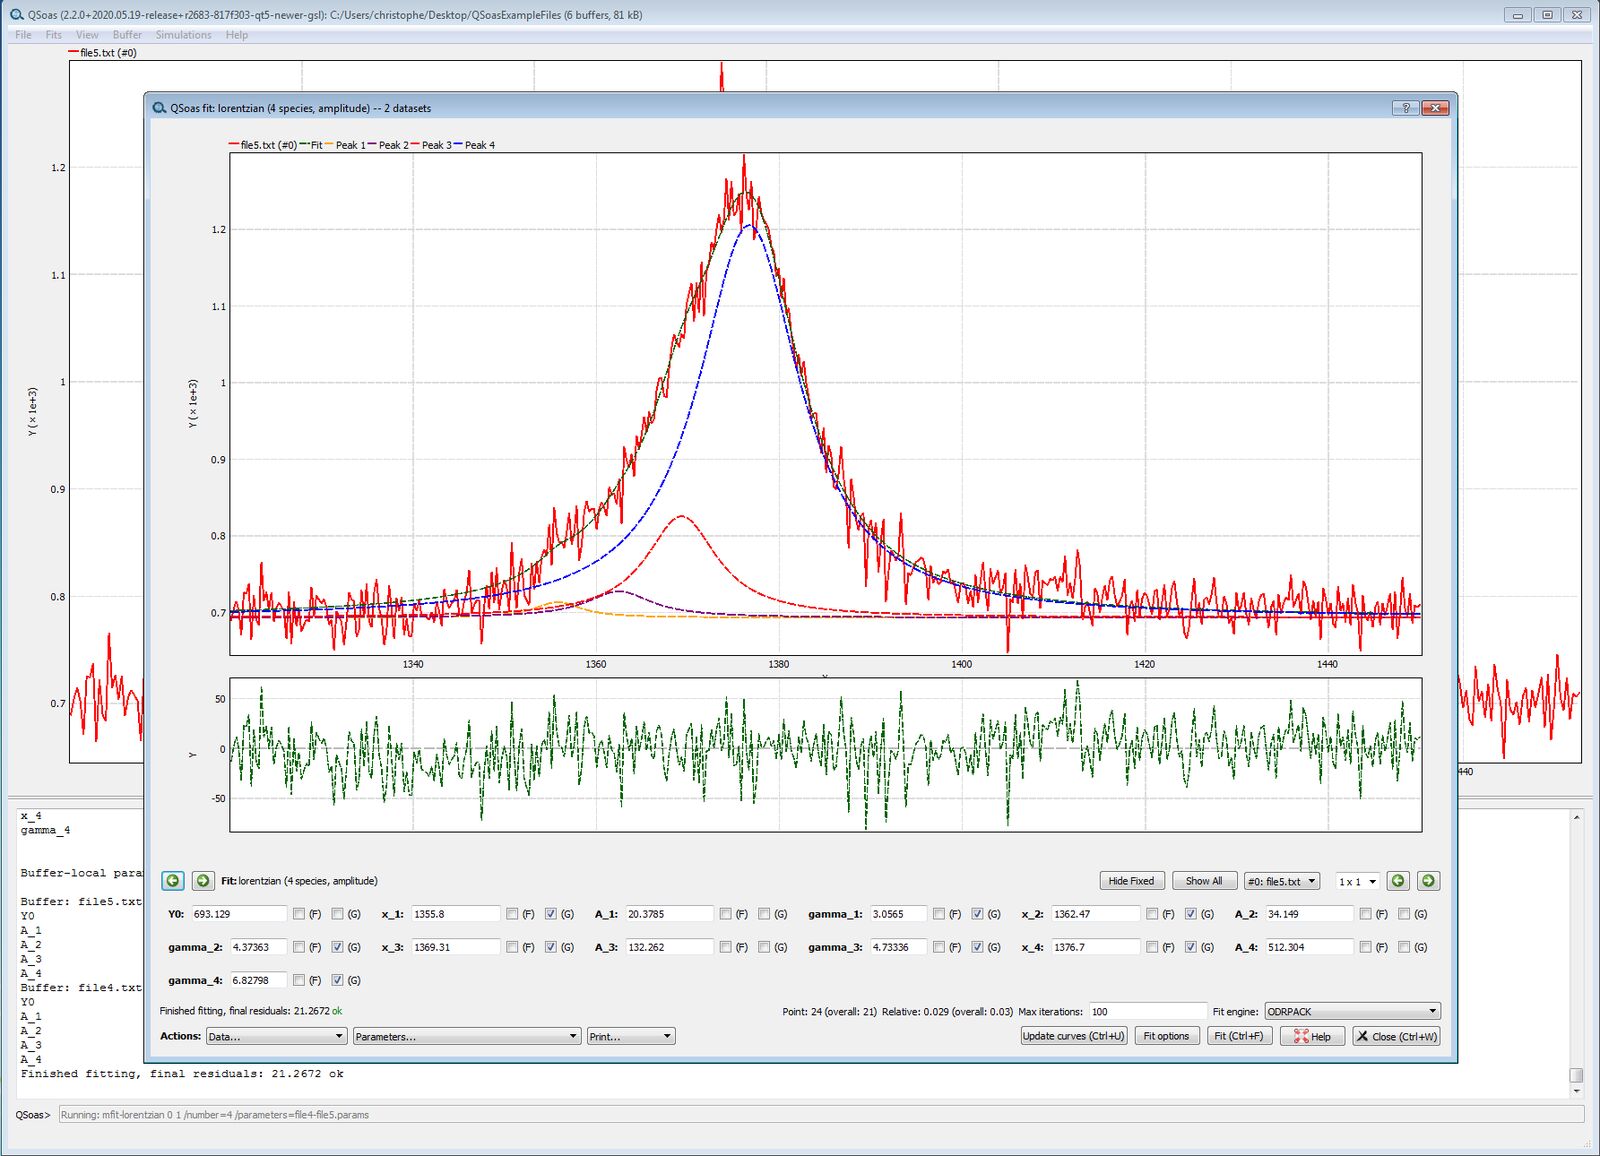 QSoas (2.2.0+2020.05.19-release+r2683-817f303-qt5-newer-gsl): C:/Users/christophe/Desktop/QSoasExampleFiles (6 buffers, 81 kB)
File Fits View Buffer Simulations Help
file5.txt (#0)
1.2
1.1
1
0.9
0.8
0.7
Y (× 1e+3)
440
QSoas fit: lorentzian (4 species, amplitude) -- 2 datasets
file5.txt (#0) Fit Peak 1 Peak 2 Peak 3 Peak 4
1.2
1.1
1
0.9
0.8
0.7
Y (× 1e+3)
1340 1360 1380 1400 1420 1440
50
0
-50
Y
Fit: lorentzian (4 species, amplitude) Hide Fixed Show All #0: file5.txt 1 x 1
Y0: 693.129 (F) (G) x_1: 1355.8 (F) (G) A_1: 20.3785 (F) (G) gamma_1: 3.0565 (F) (G) x_2: 1362.47 (F) (G) A_2: 34.149 (F) (G)
gamma_2: 4.37363 (F) (G) x_3: 1369.31 (F) (G) A_3: 132.262 (F) (G) gamma_3: 4.73336 (F) (G) x_4: 1376.7 (F) (G) A_4: 512.304 (F) (G)
gamma_4: 6.82798 (F) (G)
Finished fitting, final residuals: 21.2672 ok Point: 24 (overall: 21) Relative: 0.029 (overall: 0.03) Max iterations: 100 Fit engine: ODRPACK
Actions: Data... Parameters... Print... Update curves (Ctrl+U) Fit options Fit (Ctrl+F) Help Close (Ctrl+W)
x_4
gamma_4
Buffer-local para
Buffer: file5.txt
Y0
A_1
A_2
A_3
A_4
Buffer: file4.txt
Y0
A_1
A_2
A_3
A_4
Finished fitting, final residuals: 21.2672 ok
QSoas> Running: mfit-lorentzian 0 1 /number=4 /parameters=file4-file5.params